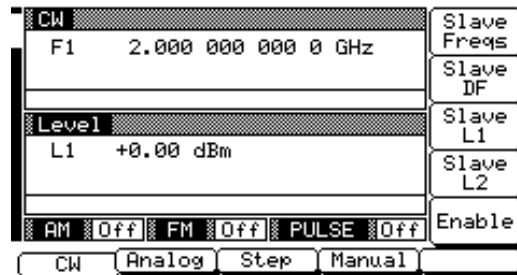 CW
F1 2.000 000 000 0 GHz
Level
L1 +0.00 dBm
AM Off FM Off PULSE Off
CW Analog Step Manual
Slave
Freqs
Slave
DF
Slave
L1
Slave
L2
Enable